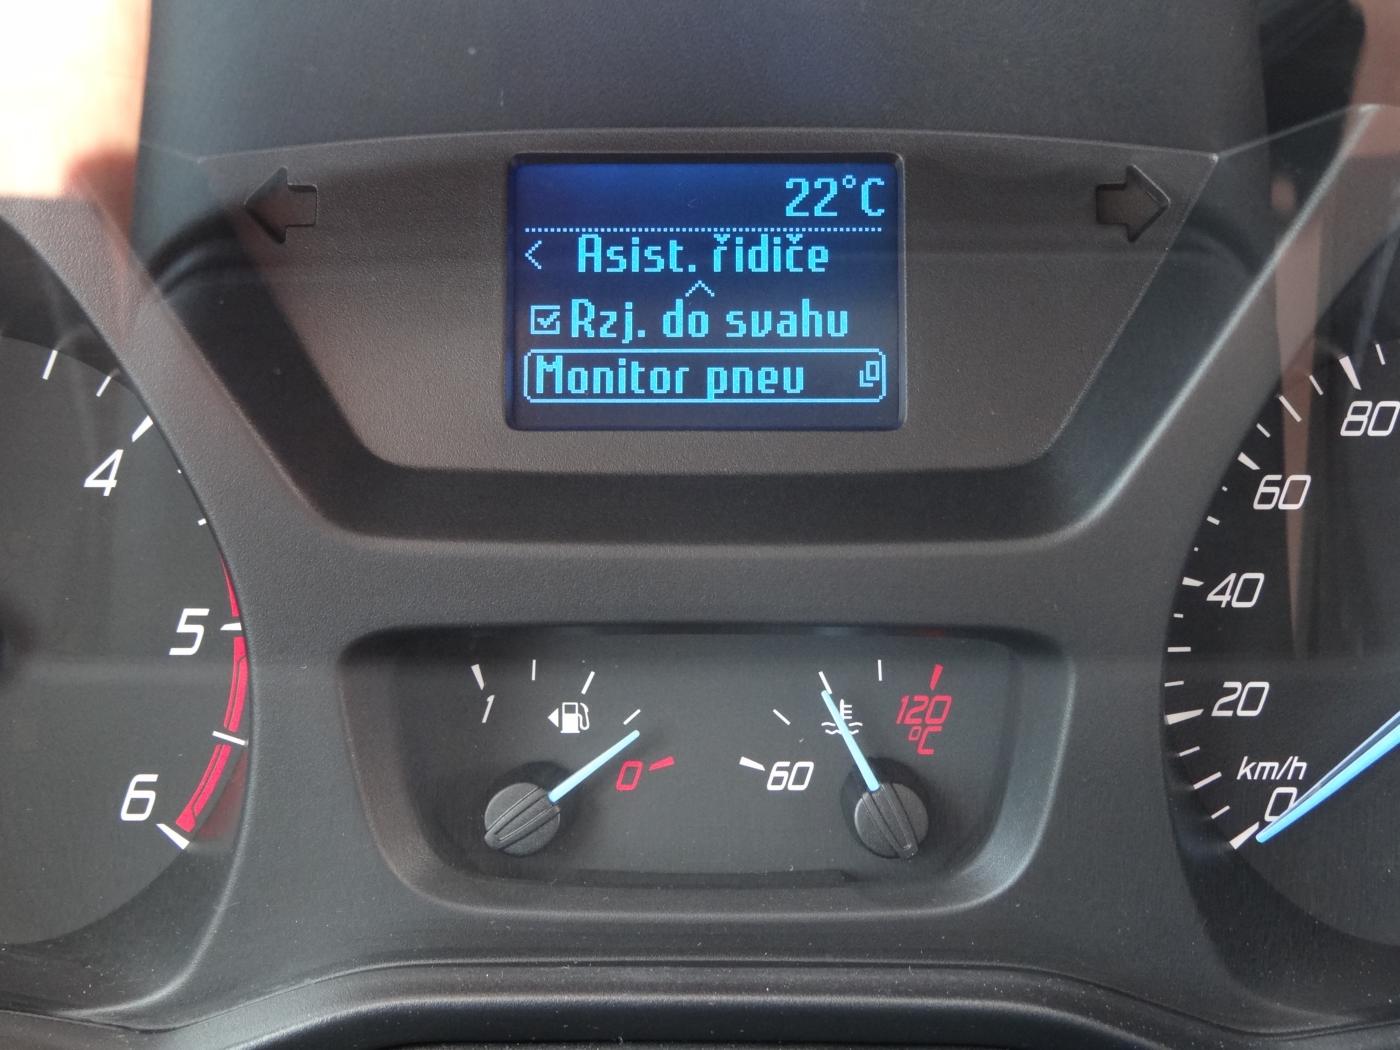 22°C
< Asist. řidiče
Rzj. do svahu
Monitor pneu
4
5
6
1
0
60
120
°C
80
60
40
20
km/h
0